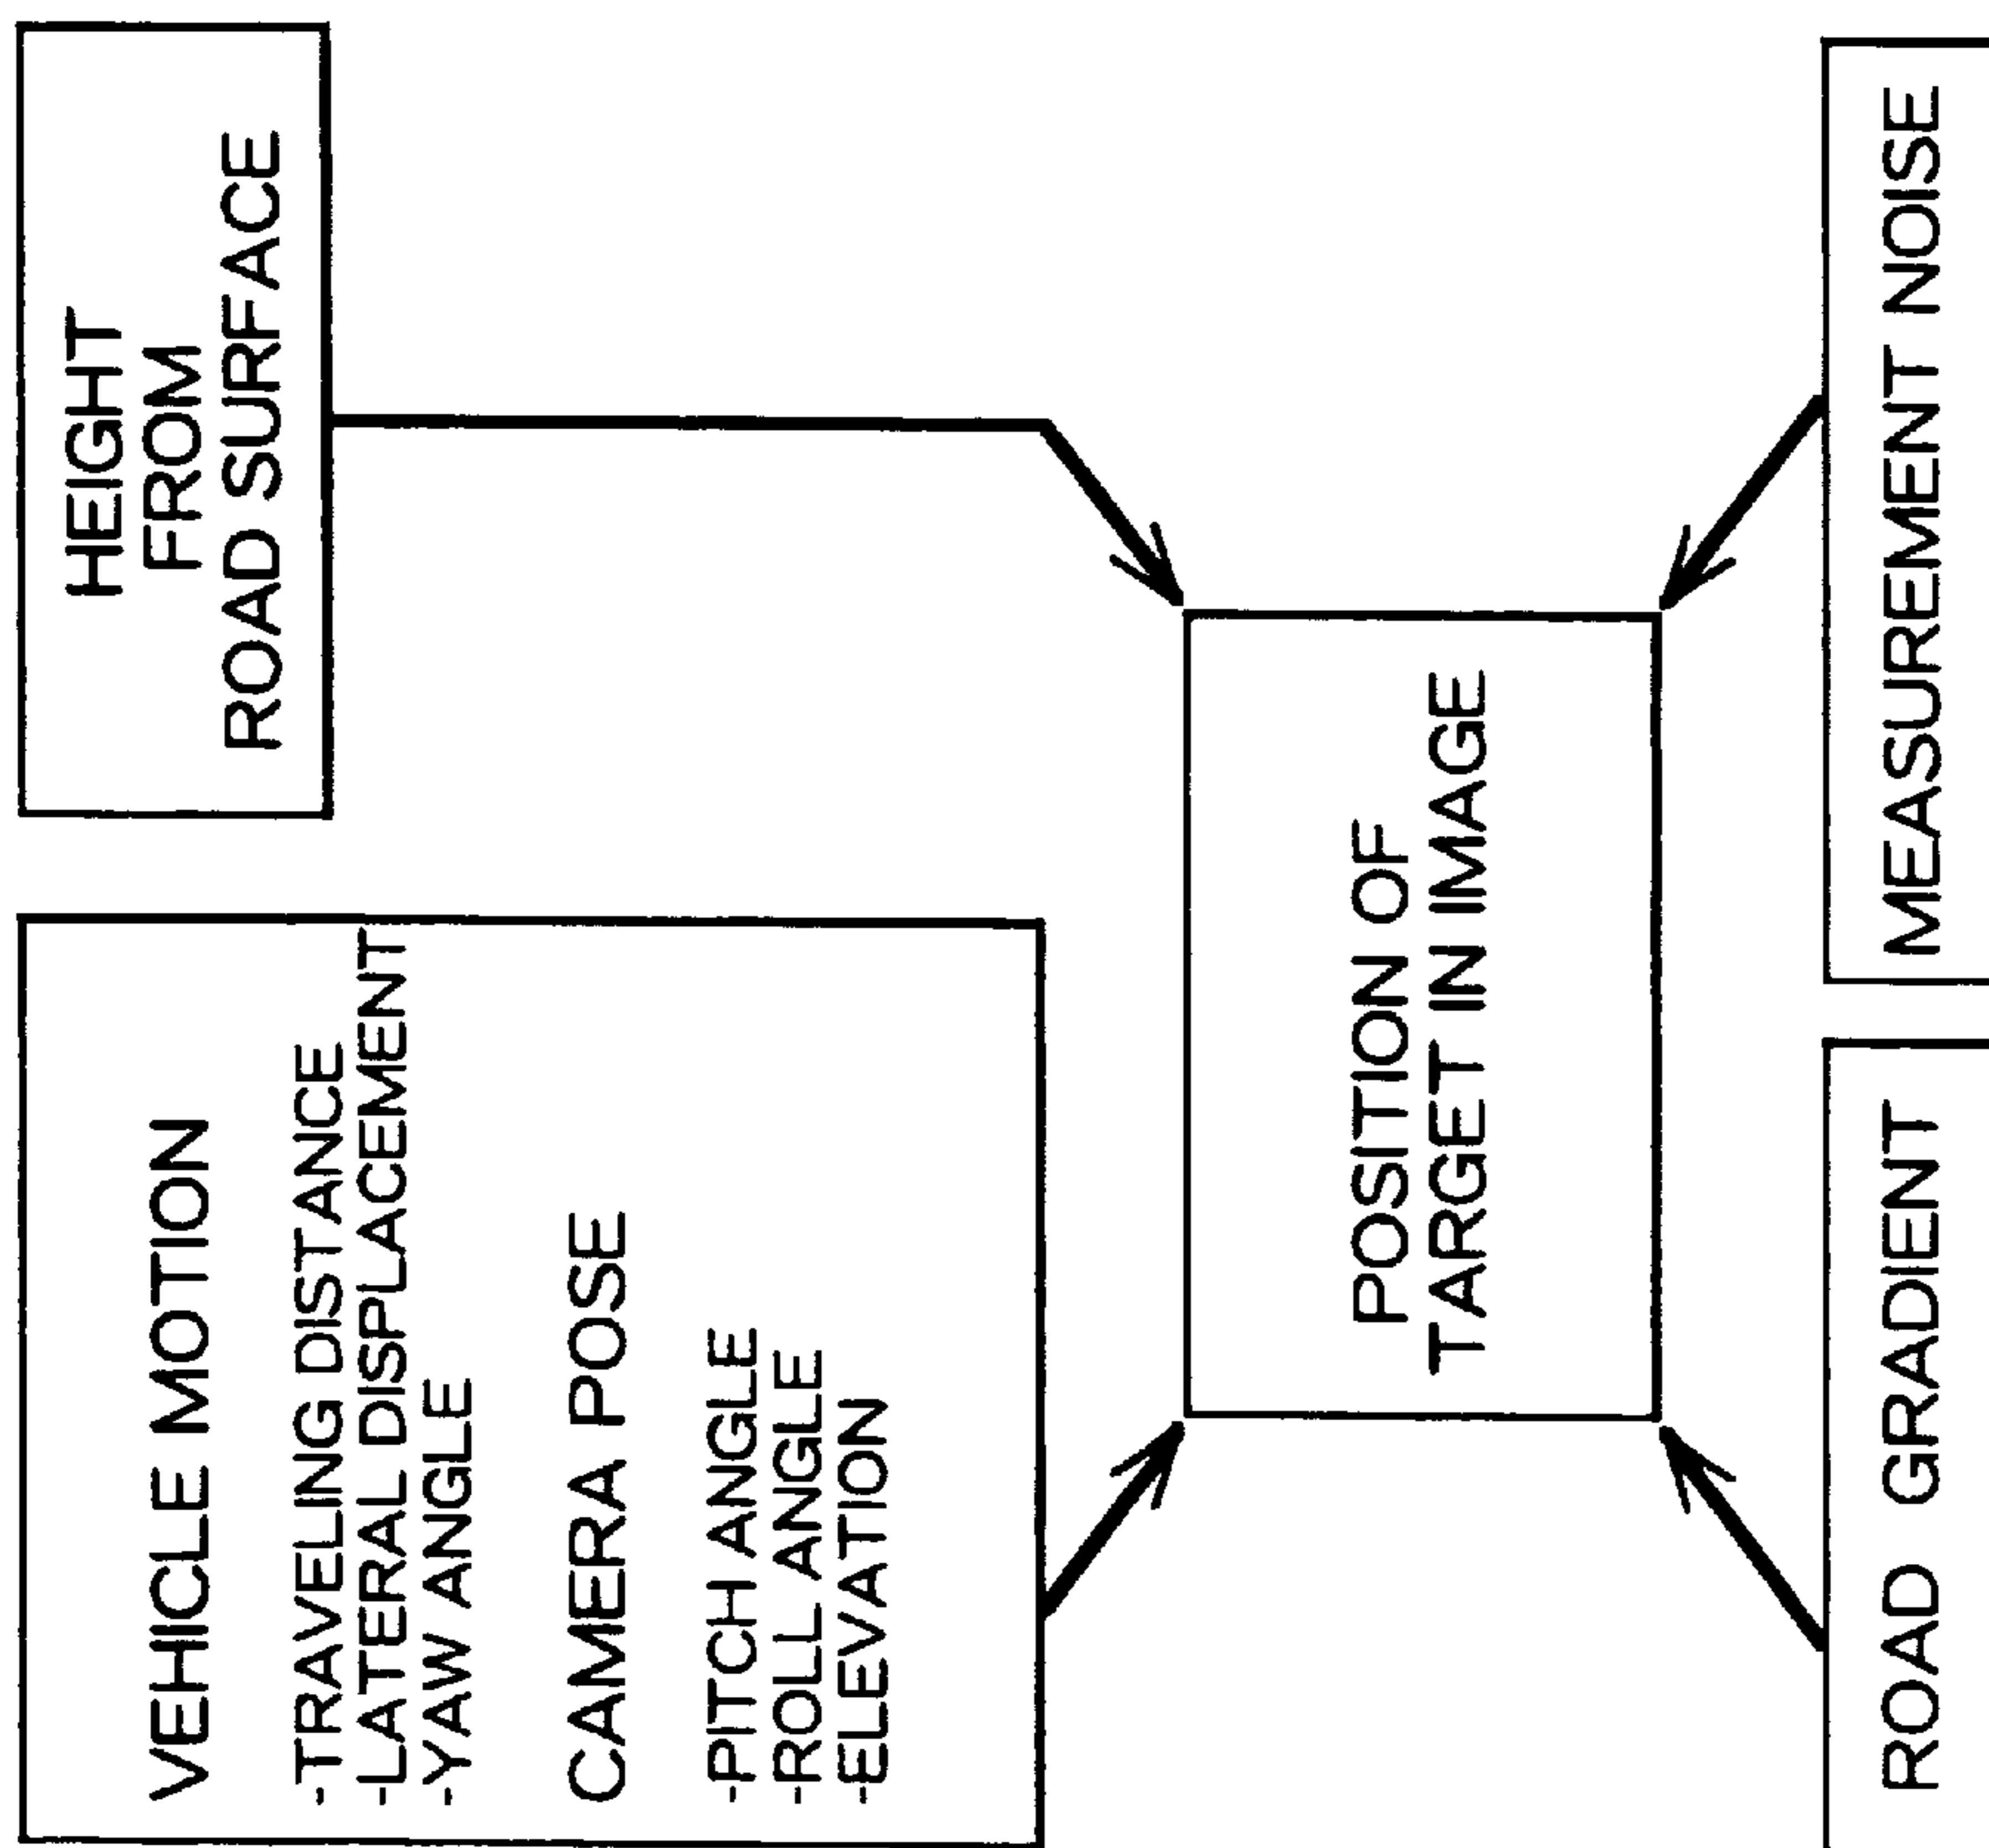 VEHICLE MOTION
-TRAVELING DISTANCE
-LATERAL DISPLACEMENT
-YAW ANGLE
CAMERA POSE
-PITCH ANGLE
-ROLL ANGLE
-ELEVATION
HEIGHT
FROM
ROAD SURFACE
POSITION OF
TARGET IN IMAGE
ROAD GRADIENT
MEASUREMENT NOISE